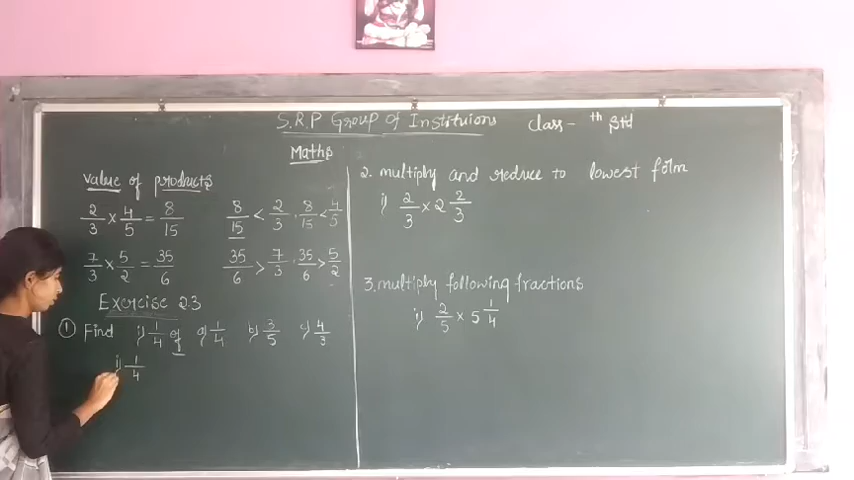 S.R.P Group of Instituions class- th std
Maths
value of products
2/3 × 4/5 = 8/15 8/15 < 2/3 . 8/15 < 4/5
7/3 × 5/2 = 35/6 35/6 > 7/3 . 35/6 > 5/2
Exercise 2.3
① Find i) 1/4 of a) 1/4 b) 3/5 c) 4/3
i) 1/4
2. multiply and reduce to lowest form
i) 2/3 × 2 2/3
3. multiply following fractions
i) 2/5 × 5 1/4